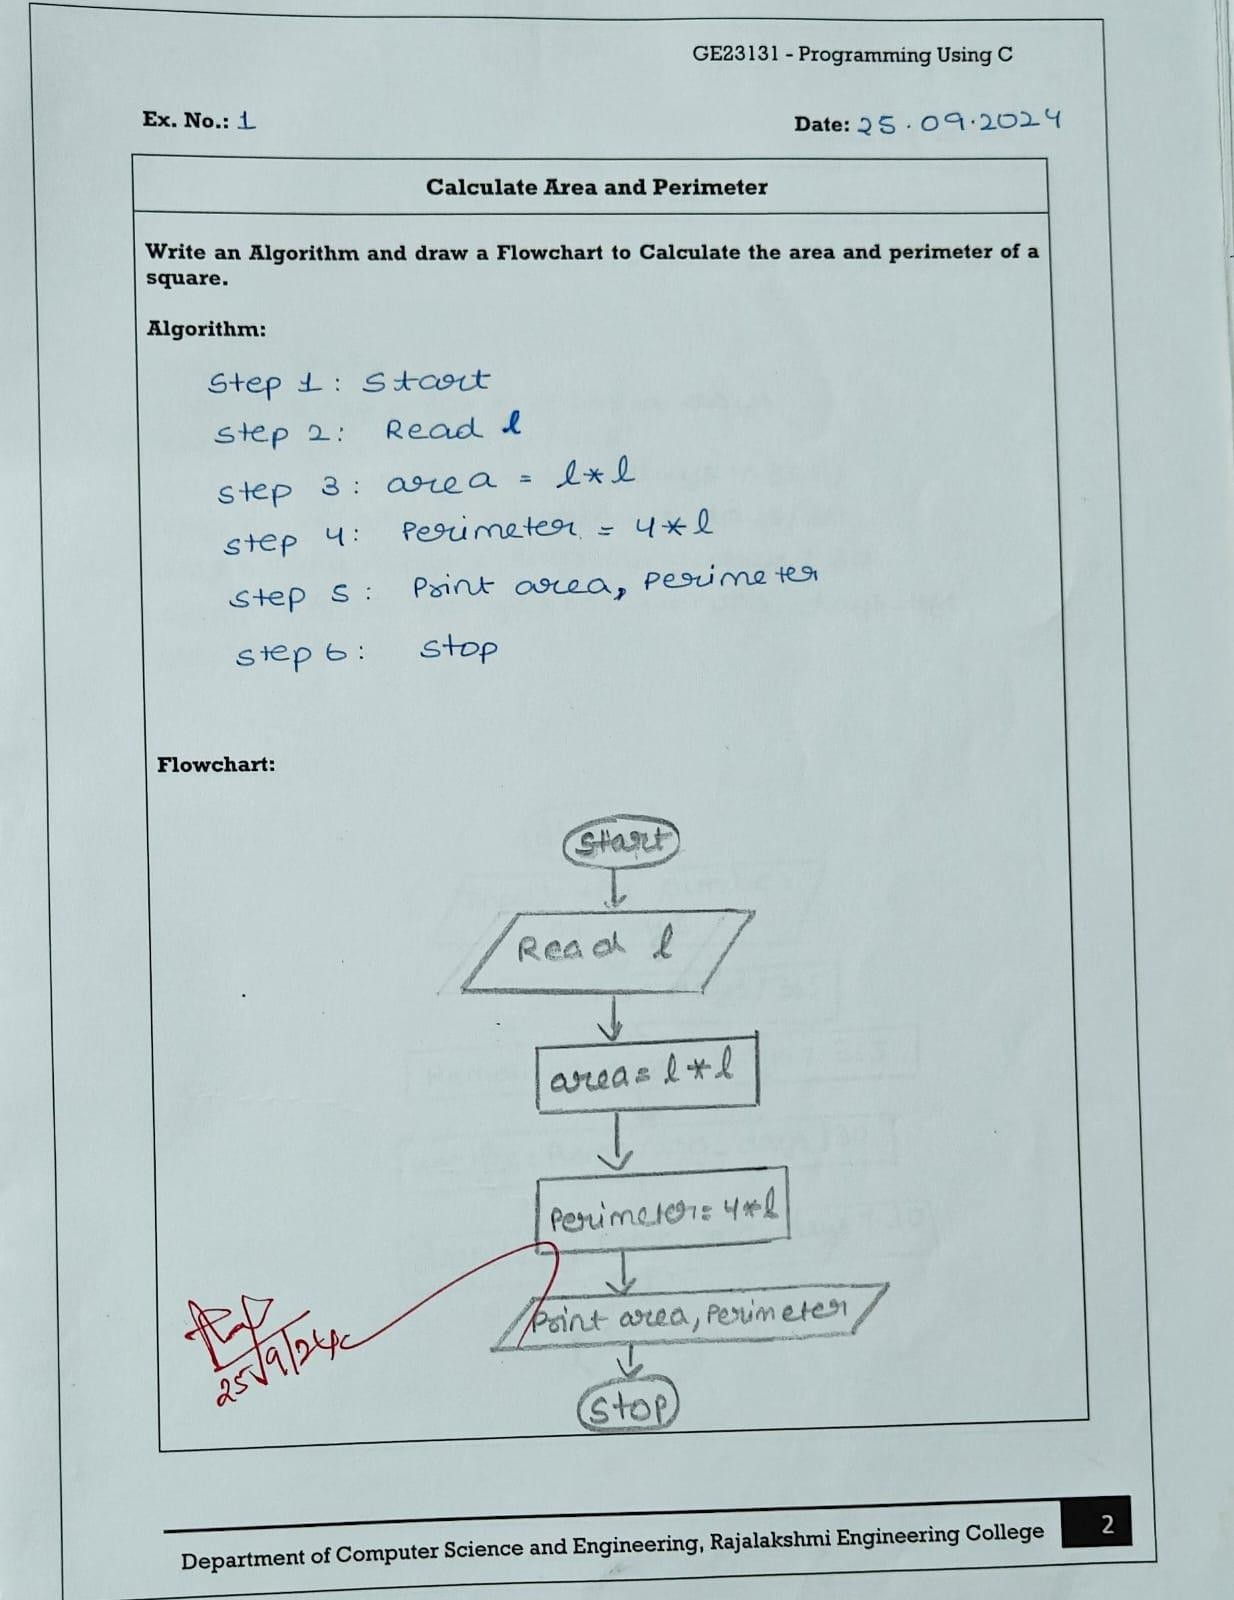 GE23131 - Programming Using C
Ex. No.: 1
Date: 25.09.2024
Calculate Area and Perimeter
Write an Algorithm and draw a Flowchart to Calculate the area and perimeter of a
square.
Algorithm:
Step 1: Start
Step 2: Read l
Step 3: area = l*l
Step 4: Perimeter = 4*l
Step 5: Print area, perimeter
Step 6: Stop
Flowchart:
Start
Read l
area = l*l
Perimeter = 4*l
Print area, Perimeter
Stop
25/9/24
Department of Computer Science and Engineering, Rajalakshmi Engineering College
2